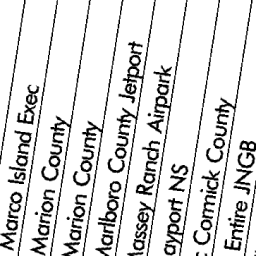 Marco Island Exec
Marion County
Marion County
Marlboro County Jetport
Massey Ranch Airpark
ayport NS
c Cormick County
Entire JNGB